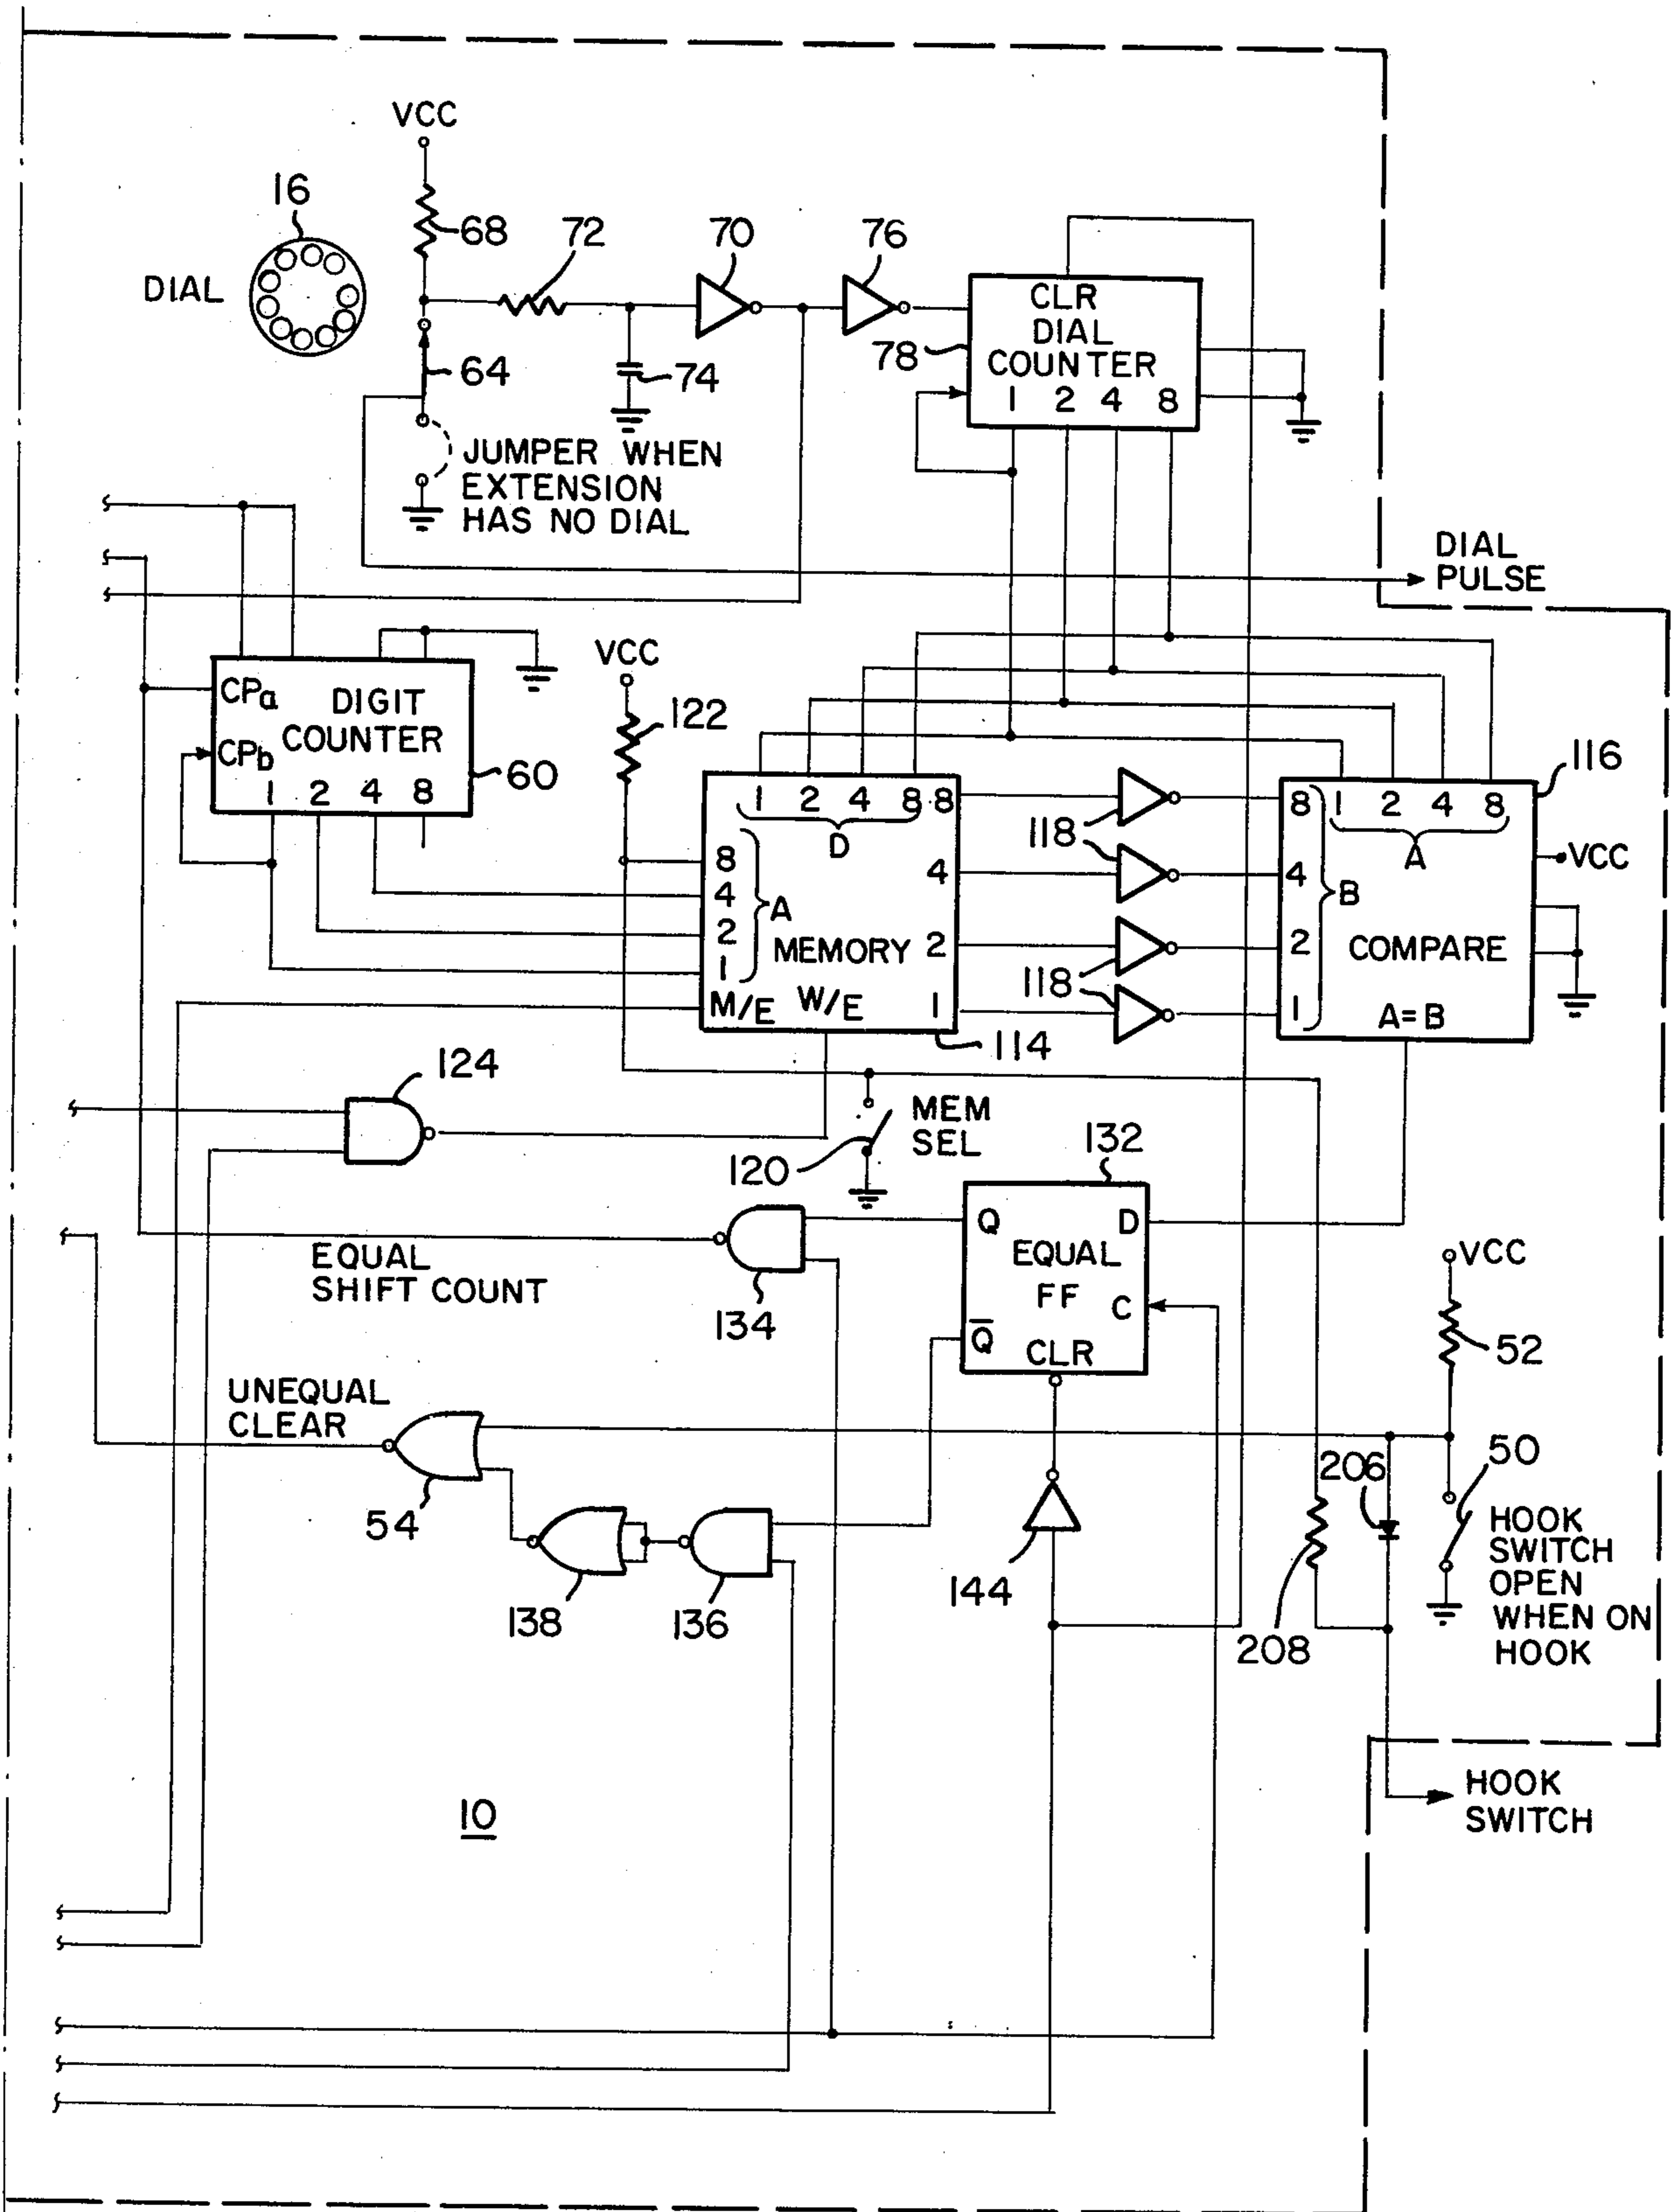 VCC
16
68
72
70
76
DIAL
CLR
DIAL
COUNTER
1 2 4 8
78
64
74
JUMPER WHEN
EXTENSION
HAS NO DIAL
DIAL
PULSE
VCC
CPa
DIGIT
COUNTER
CPb
1 2 4 8
60
122
116
1 2 4 8
D
8
4
2
1
A
MEMORY
8
4
2
1
M/E
W/E
114
118
118
118
8
4
2
1
B
1 2 4 8
A
COMPARE
A=B
VCC
124
MEM
SEL
120
132
Q
D
EQUAL
FF
C
Q̅
CLR
EQUAL
SHIFT COUNT
134
VCC
52
UNEQUAL
CLEAR
54
138
136
144
206
208
50
HOOK
SWITCH
OPEN
WHEN ON
HOOK
10
HOOK
SWITCH